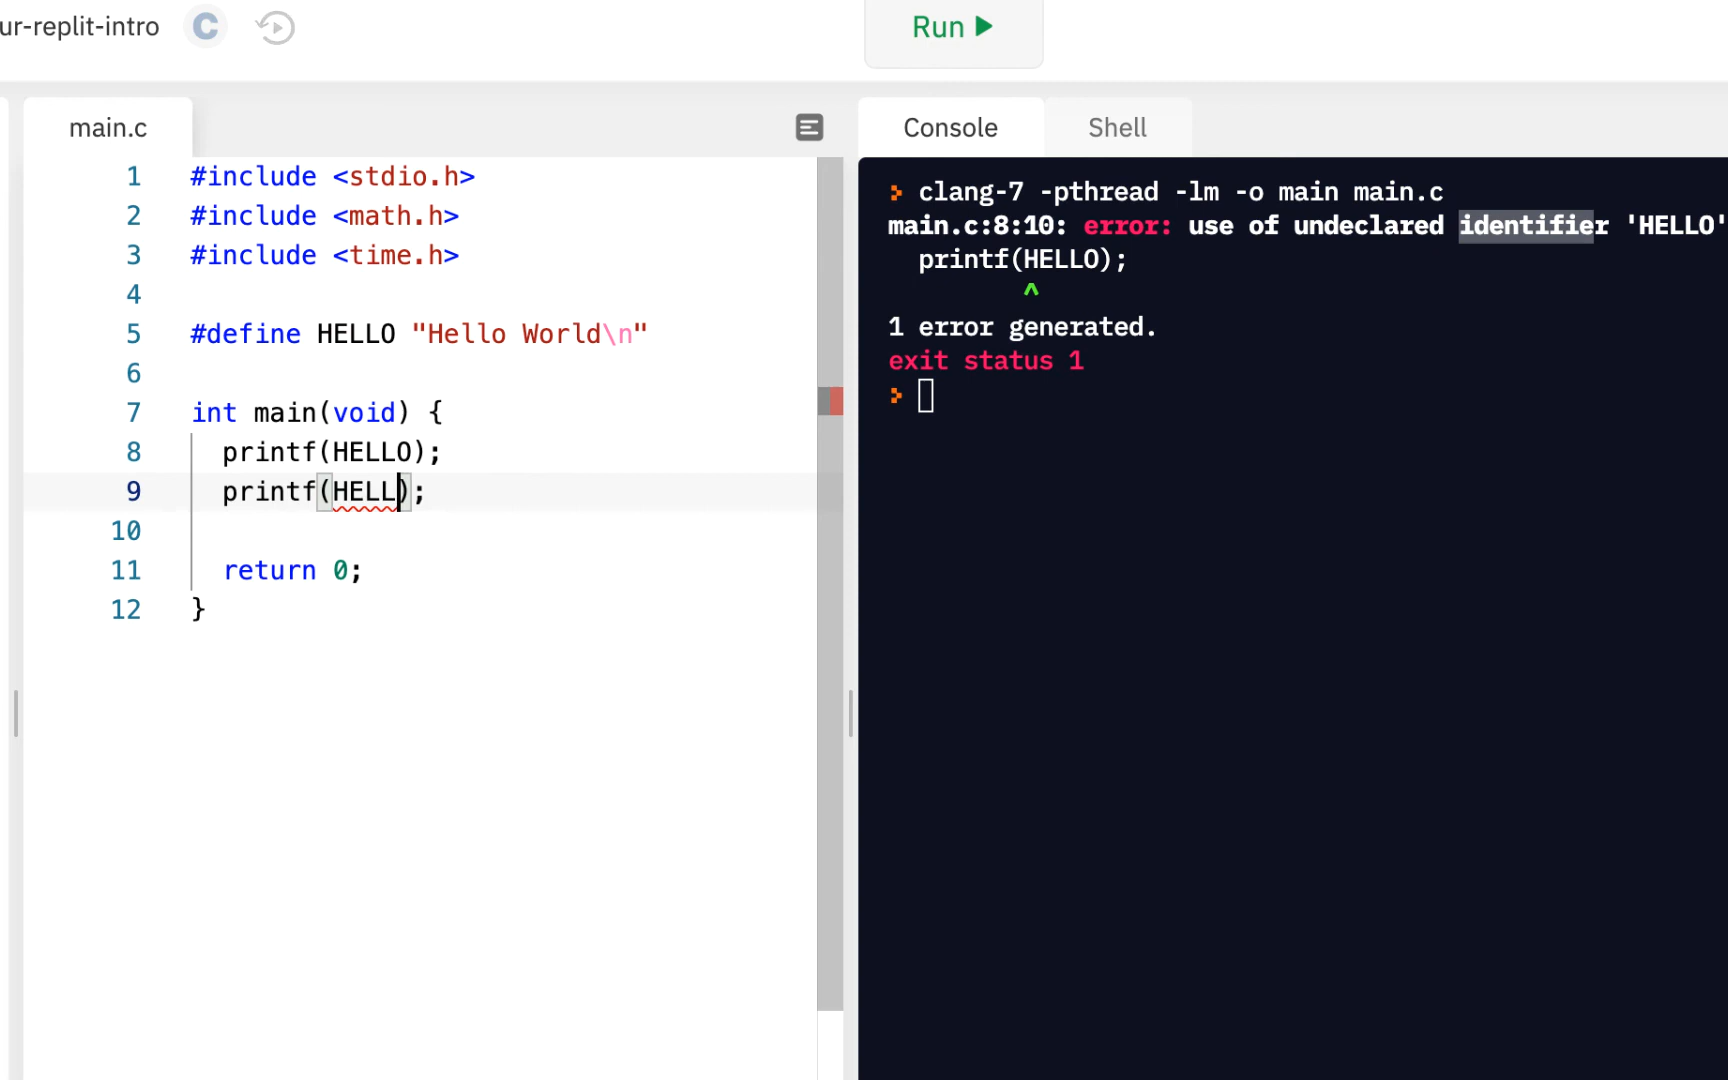 ur-replit-intro C Run
main.c
1 #include <stdio.h>
2 #include <math.h>
3 #include <time.h>
4
5 #define HELLO "Hello World\n"
6
7 int main(void) {
8 printf(HELLO);
9 printf(HELL);
10
11 return 0;
12 }
Console Shell
clang-7 -pthread -lm -o main main.c
main.c:8:10: error: use of undeclared identifier 'HELLO'
printf(HELLO);
^
1 error generated.
exit status 1